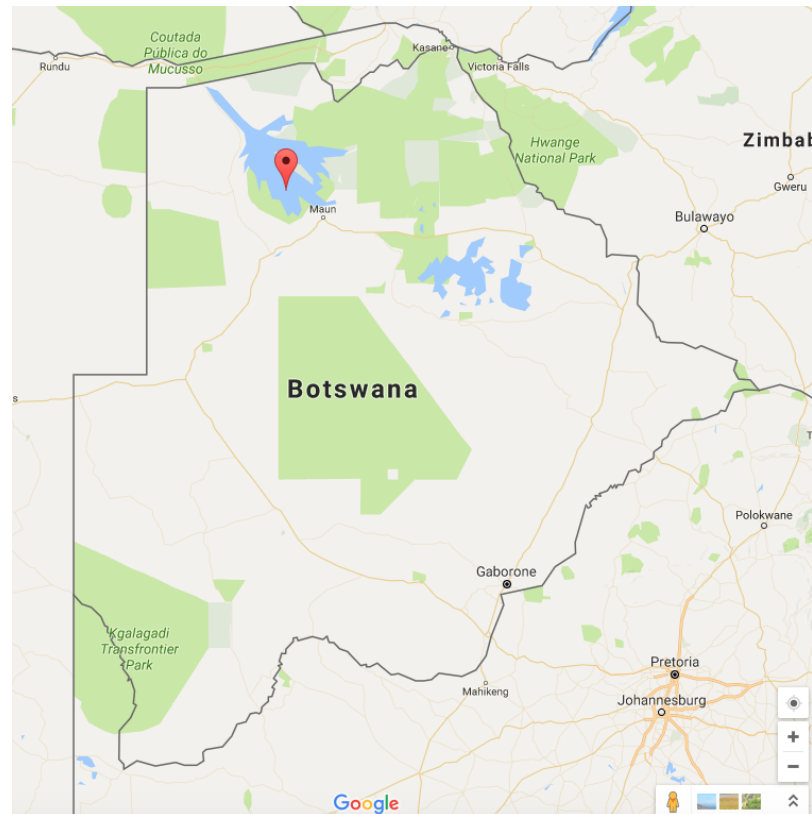 Coutada
Pública do
Mucusso
Rundu
Kasane
Victoria Falls
Hwange
National Park
Zimbab
Gweru
Bulawayo
Maun
Botswana
s
T
Polokwane
Gaborone
Kgalagadi
Transfrontier
Park
Pretoria
Mahikeng
Johannesburg
Google